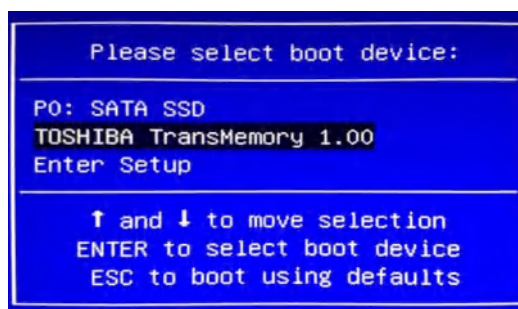 Please select boot device:
P0: SATA SSD
TOSHIBA TransMemory 1.00
Enter Setup
↑ and ↓ to move selection
ENTER to select boot device
ESC to boot using defaults